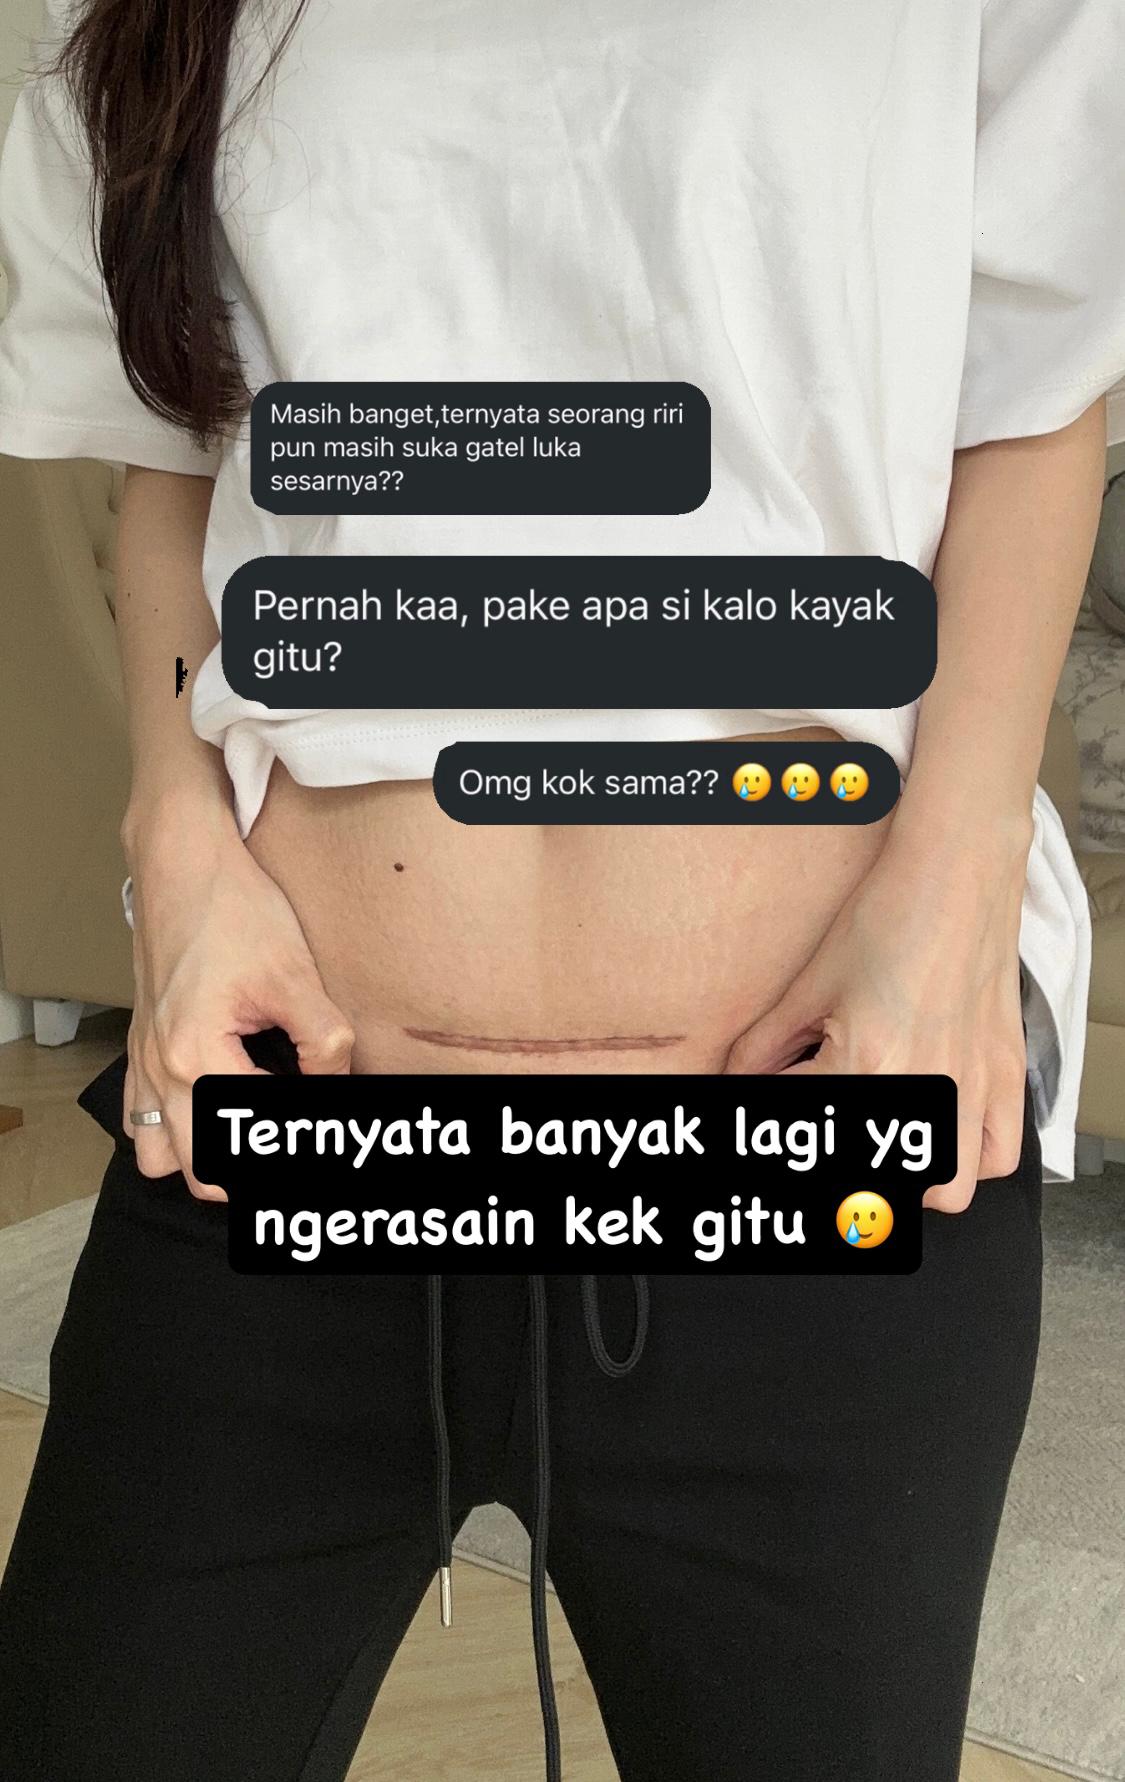 Masih banget,ternyata seorang riri
pun masih suka gatel luka
sesarnya??
Pernah kaa, pake apa si kalo kayak
gitu?
Omg kok sama?? 🥲🥲🥲
Ternyata banyak lagi yg
ngerasain kek gitu 🥲